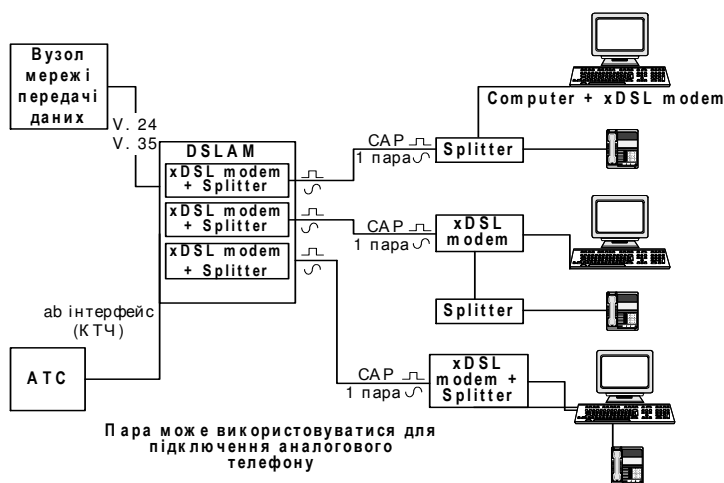 Вузол
мережі
передачі
даних
V. 24
V. 35
DSLAM
xDSL modem
+ Splitter
xDSL modem
+ Splitter
xDSL modem
+ Splitter
ab інтерфейс
(КТЧ)
АТС
CAP
1 пара
Splitter
Computer + xDSL modem
CAP
1 пара
xDSL
modem
Splitter
CAP
1 пара
xDSL
modem +
Splitter
Пара може використовуватися для
підключення аналогового
телефону